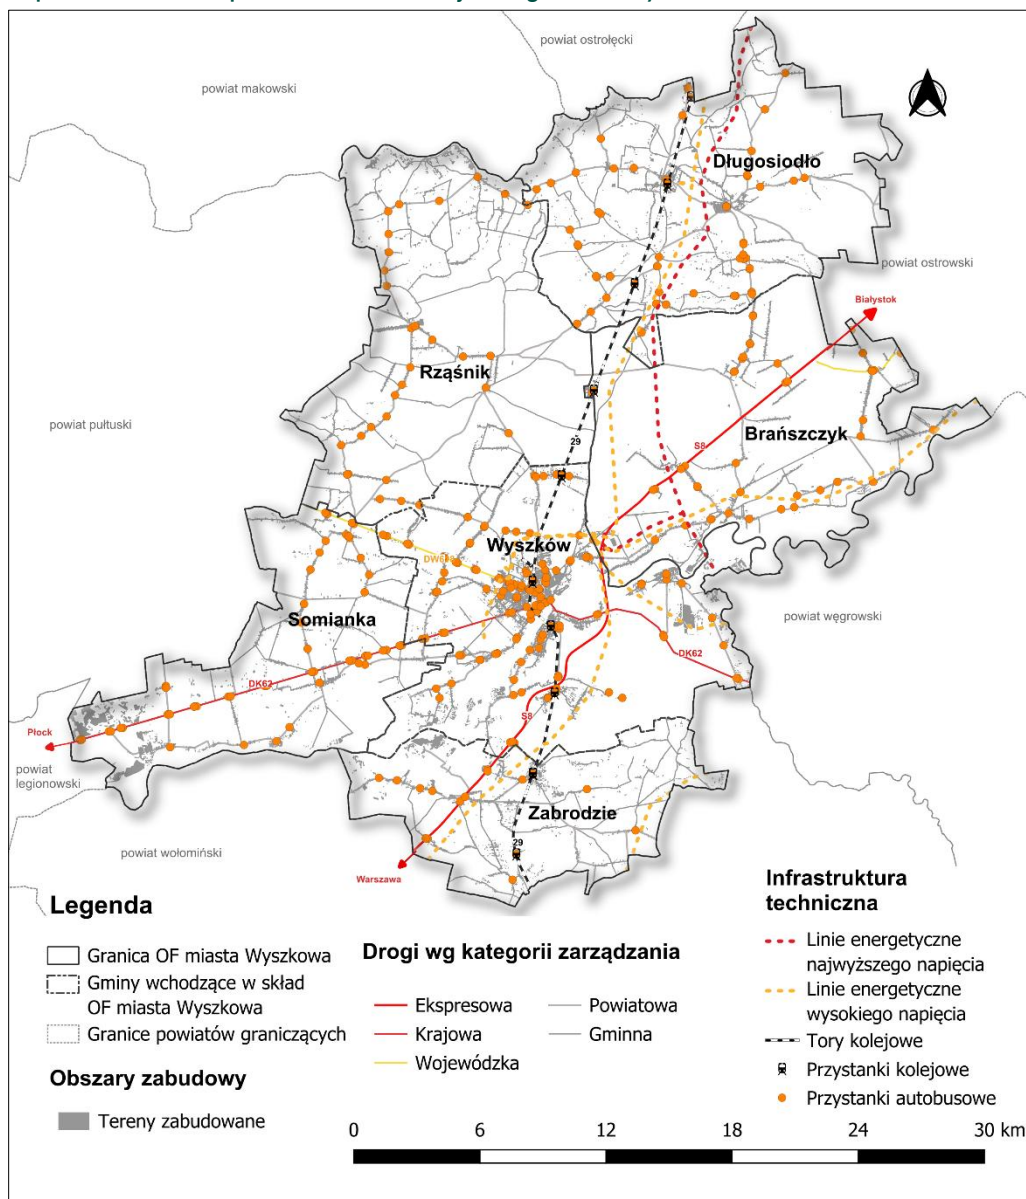 powiat ostrołęcki
powiat makowski
Długosiodło
powiat ostrowski
Białystok
Rząśnik
powiat pułtuski
Brańszczyk
29
S8
Wyszków
powiat węgrowski
Somianka
DK62
DK62
S8
Płock
powiat
legionowski
Zabrodzie
29
powiat wołomiński
Warszawa
Legenda
Granica OF miasta Wyszkowa
Gminy wchodzące w skład
OF miasta Wyszkowa
Granice powiatów graniczących
Obszary zabudowy
Tereny zabudowane
Drogi wg kategorii zarządzania
Ekspresowa
Krajowa
Wojewódzka
Powiatowa
Gminna
Infrastruktura
techniczna
Linie energetyczne
najwyższego napięcia
Linie energetyczne
wysokiego napięcia
Tory kolejowe
Przystanki kolejowe
Przystanki autobusowe
0 6 12 18 24 30 km